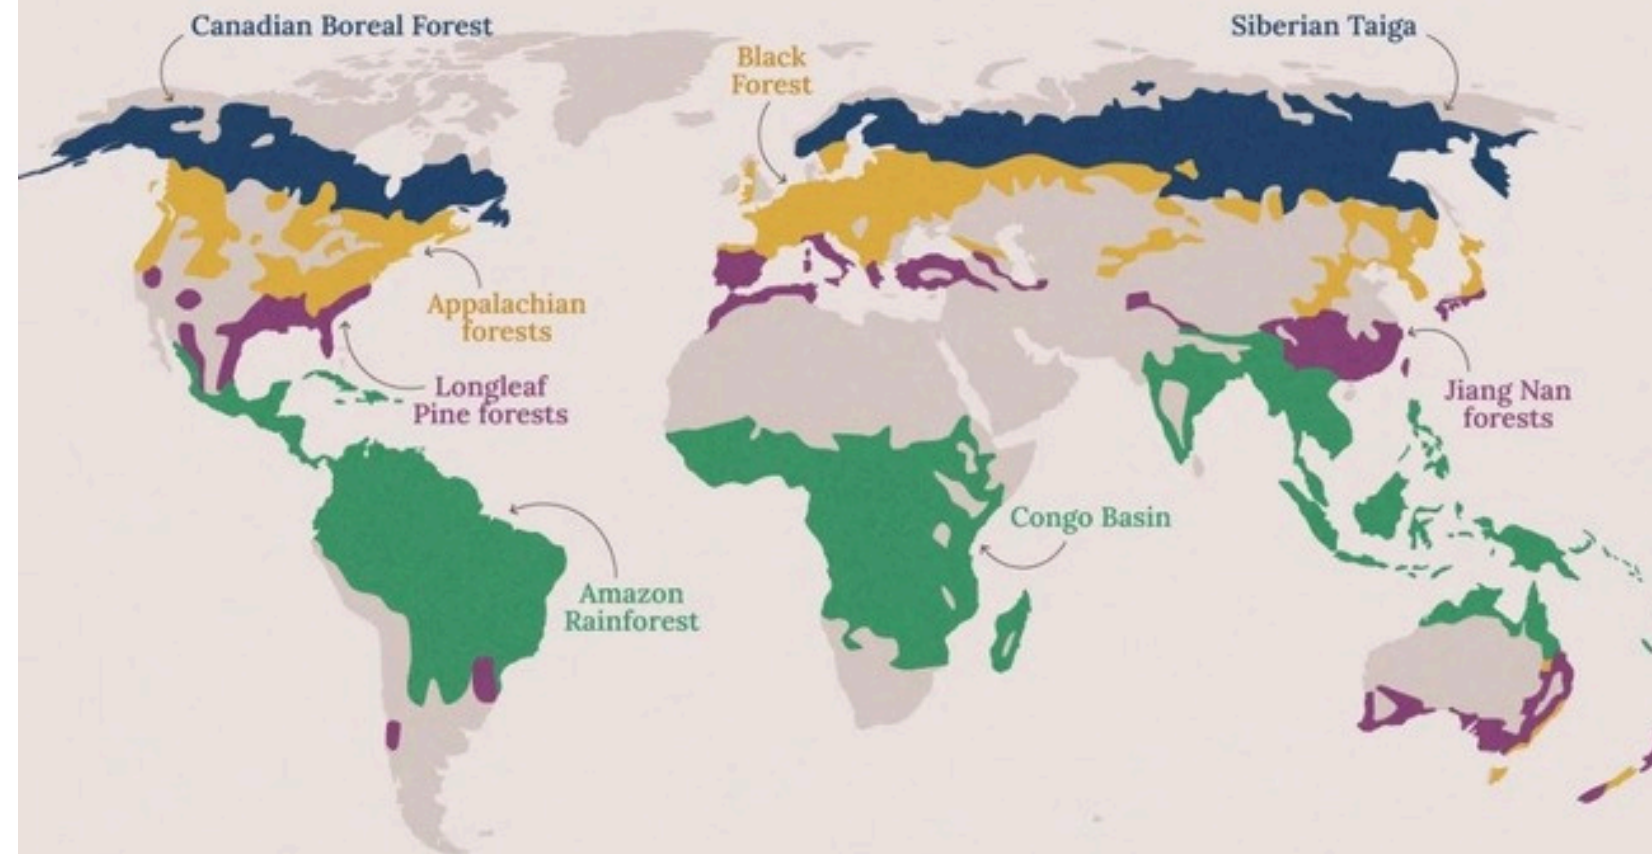 Canadian Boreal Forest
Siberian Taiga
Black
Forest
Appalachian
forests
Longleaf
Pine forests
Jiang Nan
forests
Congo Basin
Amazon
Rainforest